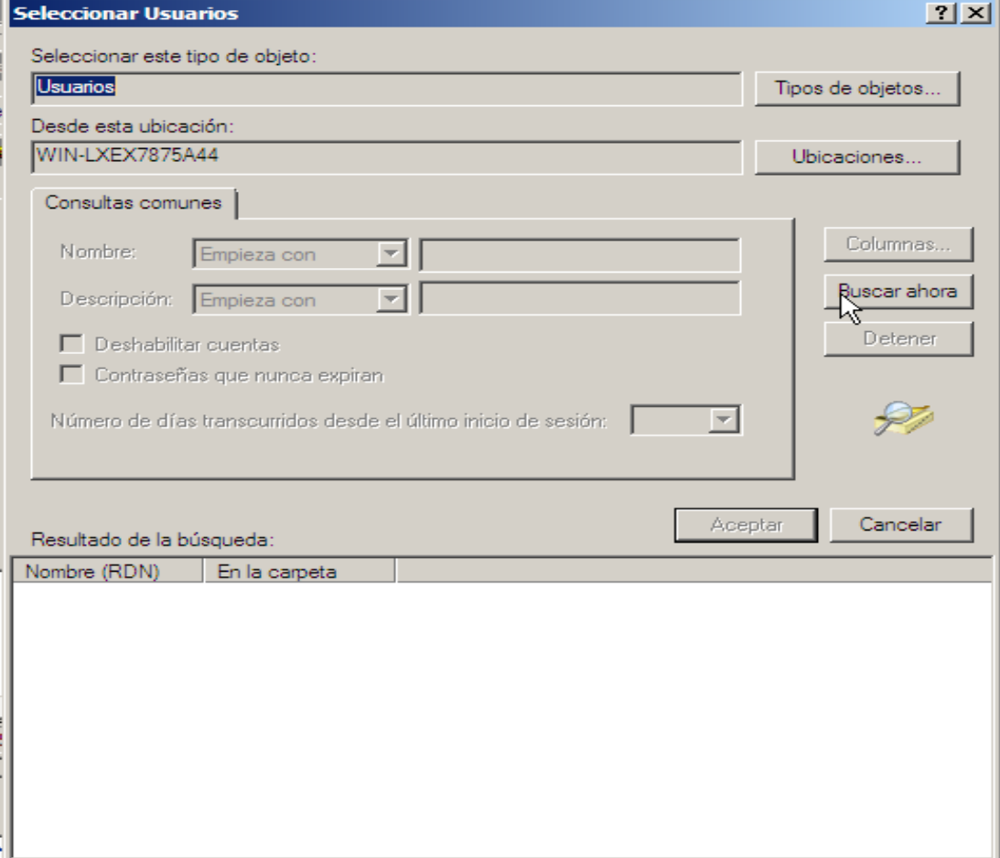 Seleccionar Usuarios
Seleccionar este tipo de objeto:
Usuarios
Tipos de objetos...
Desde esta ubicación:
WIN-LXEX7875A44
Ubicaciones...
Consultas comunes
Nombre:
Empieza con
Columnas...
Descripción:
Empieza con
Buscar ahora
Deshabilitar cuentas
Detener
Contraseñas que nunca expiran
Número de días transcurridos desde el último inicio de sesión:
Aceptar
Cancelar
Resultado de la búsqueda:
Nombre (RDN)
En la carpeta